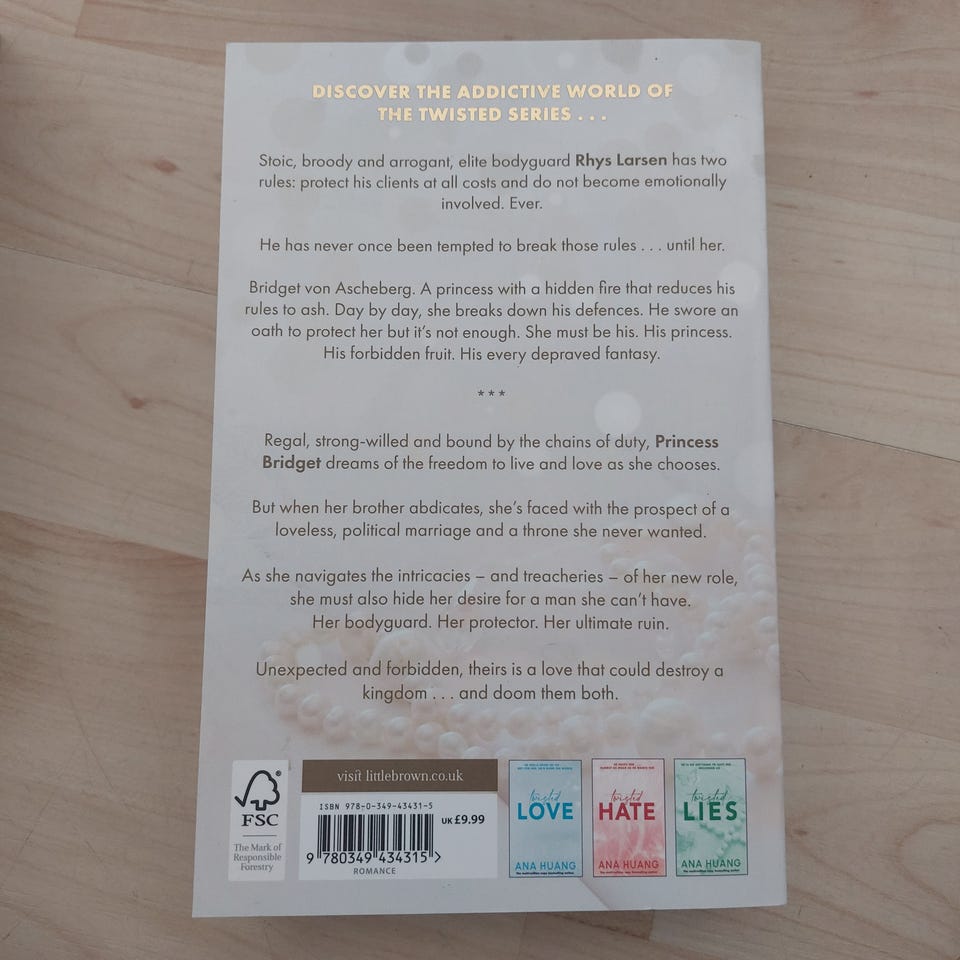 DISCOVER THE ADDICTIVE WORLD OF
THE TWISTED SERIES . . .
Stoic, broody and arrogant, elite bodyguard Rhys Larsen has two
rules: protect his clients at all costs and do not become emotionally
involved. Ever.
He has never once been tempted to break those rules . . . until her.
Bridget von Ascheberg. A princess with a hidden fire that reduces his
rules to ash. Day by day, she breaks down his defences. He swore an
oath to protect her but it's not enough. She must be his. His princess.
His forbidden fruit. His every depraved fantasy.
***
Regal, strong-willed and bound by the chains of duty, Princess
Bridget dreams of the freedom to live and love as she chooses.
But when her brother abdicates, she's faced with the prospect of a
loveless, political marriage and a throne she never wanted.
As she navigates the intricacies – and treacheries – of her new role,
she must also hide her desire for a man she can't have.
Her bodyguard. Her protector. Her ultimate ruin.
Unexpected and forbidden, theirs is a love that could destroy a
kingdom . . . and doom them both.
FSC
The Mark of
Responsible
Forestry
visit littlebrown.co.uk
ISBN 978-0-349-43431-5
UK £9.99
9 780349 434315 >
ROMANCE
twisted
LOVE
ANA HUANG
twisted
HATE
ANA HUANG
twisted
LIES
ANA HUANG